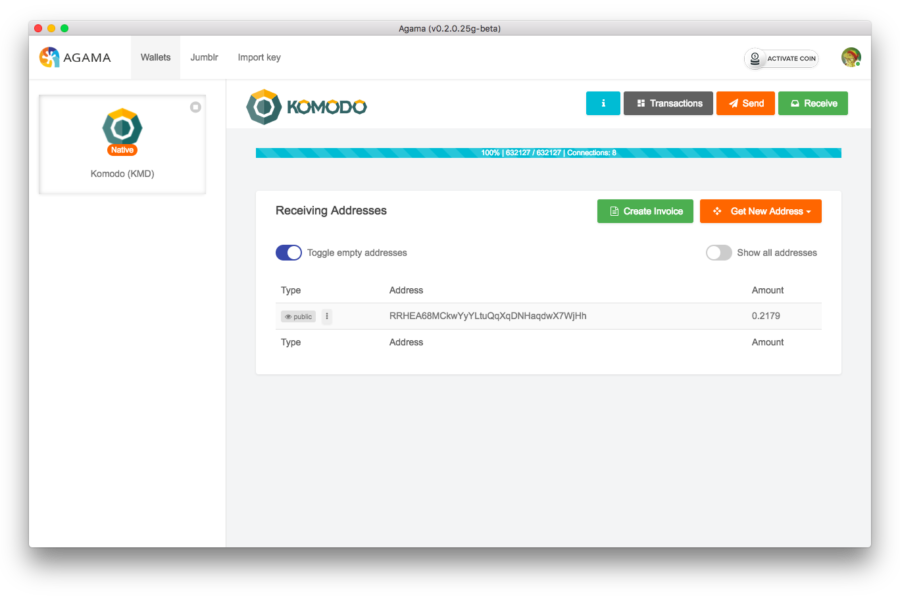 Agama (v0.2.0.25g-beta)
AGAMA Wallets Jumblr Import key ACTIVATE COIN
Native
Komodo (KMD)
KOMODO i Transactions Send Receive
100% | 632127 / 632127 | Connections: 8
Receiving Addresses Create Invoice Get New Address
Toggle empty addresses Show all addresses
Type Address Amount
public RRHEA68MCkwYyYLtuQqXqDNHaqdwX7WjHh 0.2179
Type Address Amount